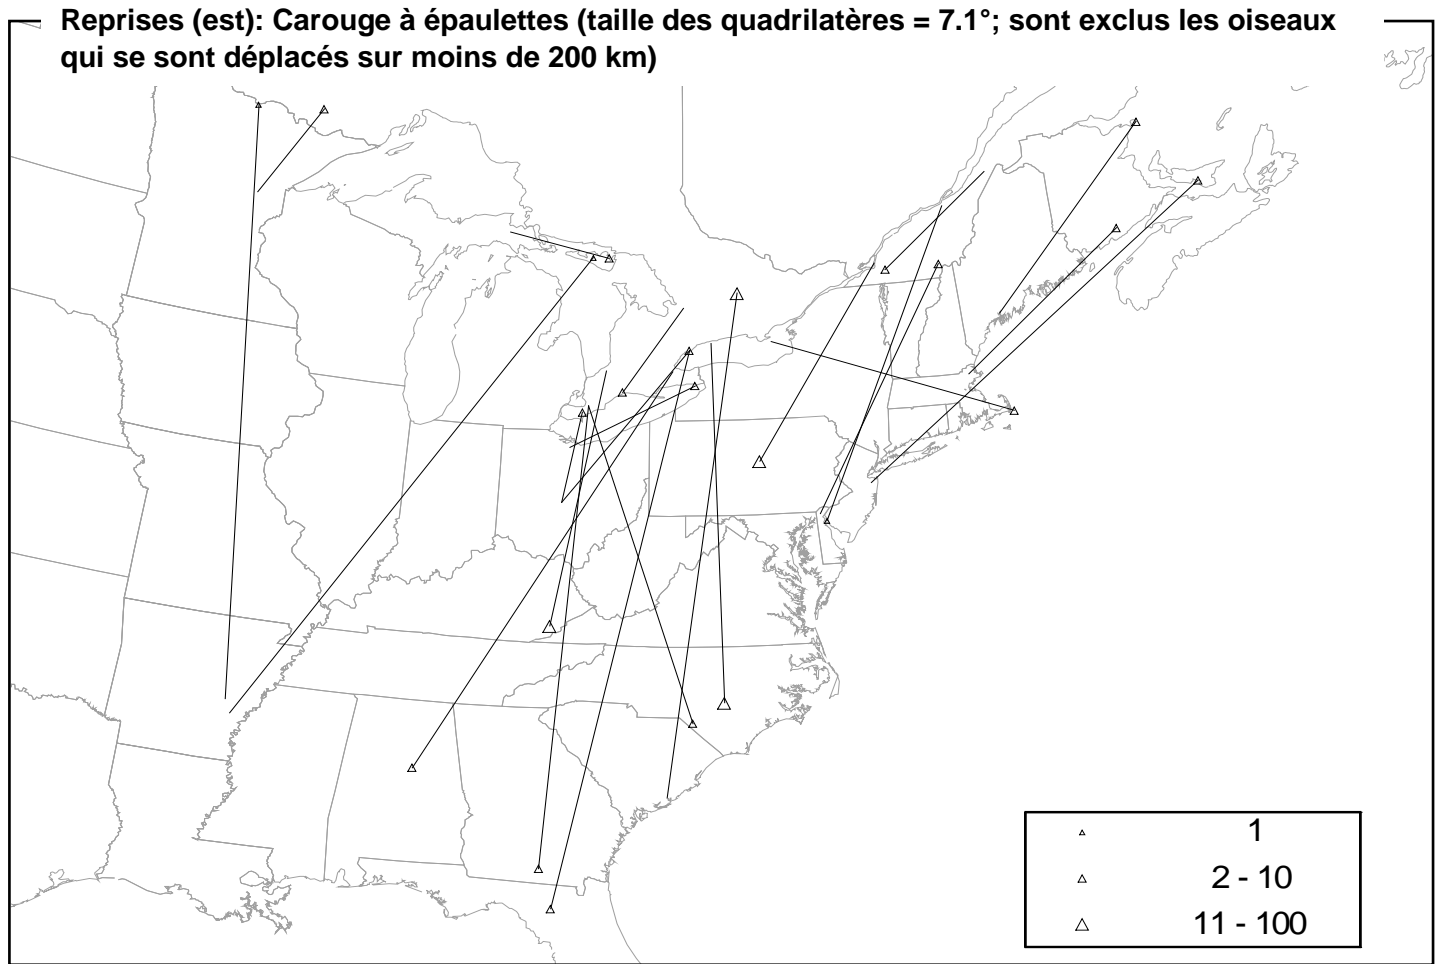 Reprises (est): Carouge à épaulettes (taille des quadrilatères = 7.1°; sont exclus les oiseaux
qui se sont déplacés sur moins de 200 km)
1
2 - 10
11 - 100